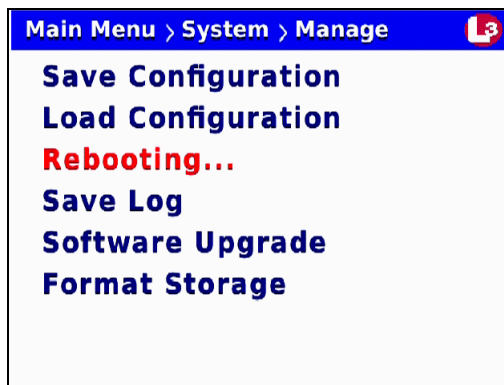 Main Menu > System > Manage
L3
Save Configuration
Load Configuration
Rebooting...
Save Log
Software Upgrade
Format Storage